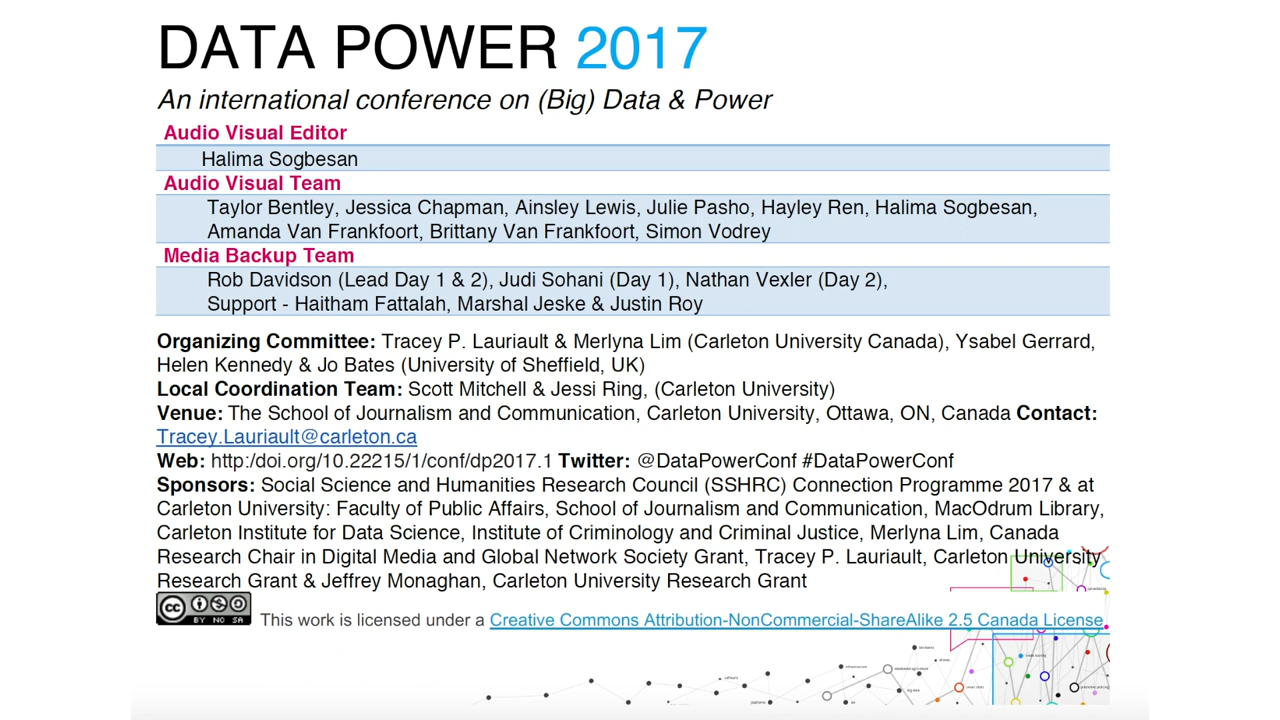 DATA POWER 2017
An international conference on (Big) Data & Power
Audio Visual Editor
Halima Sogbesan
Audio Visual Team
Taylor Bentley, Jessica Chapman, Ainsley Lewis, Julie Pasho, Hayley Ren, Halima Sogbesan,
Amanda Van Frankfoort, Brittany Van Frankfoort, Simon Vodrey
Media Backup Team
Rob Davidson (Lead Day 1 & 2), Judi Sohani (Day 1), Nathan Vexler (Day 2),
Support - Haitham Fattalah, Marshal Jeske & Justin Roy
Organizing Committee: Tracey P. Lauriault & Merlyna Lim (Carleton University Canada), Ysabel Gerrard,
Helen Kennedy & Jo Bates (University of Sheffield, UK)
Local Coordination Team: Scott Mitchell & Jessi Ring, (Carleton University)
Venue: The School of Journalism and Communication, Carleton University, Ottawa, ON, Canada Contact:
Tracey.Lauriault@carleton.ca
Web: http:/doi.org/10.22215/1/conf/dp2017.1 Twitter: @DataPowerConf #DataPowerConf
Sponsors: Social Science and Humanities Research Council (SSHRC) Connection Programme 2017 & at
Carleton University: Faculty of Public Affairs, School of Journalism and Communication, MacOdrum Library,
Carleton Institute for Data Science, Institute of Criminology and Criminal Justice, Merlyna Lim, Canada
Research Chair in Digital Media and Global Network Society Grant, Tracey P. Lauriault, Carleton University
Research Grant & Jeffrey Monaghan, Carleton University Research Grant
cc BY NC SA
This work is licensed under a Creative Commons Attribution-NonCommercial-ShareAlike 2.5 Canada License